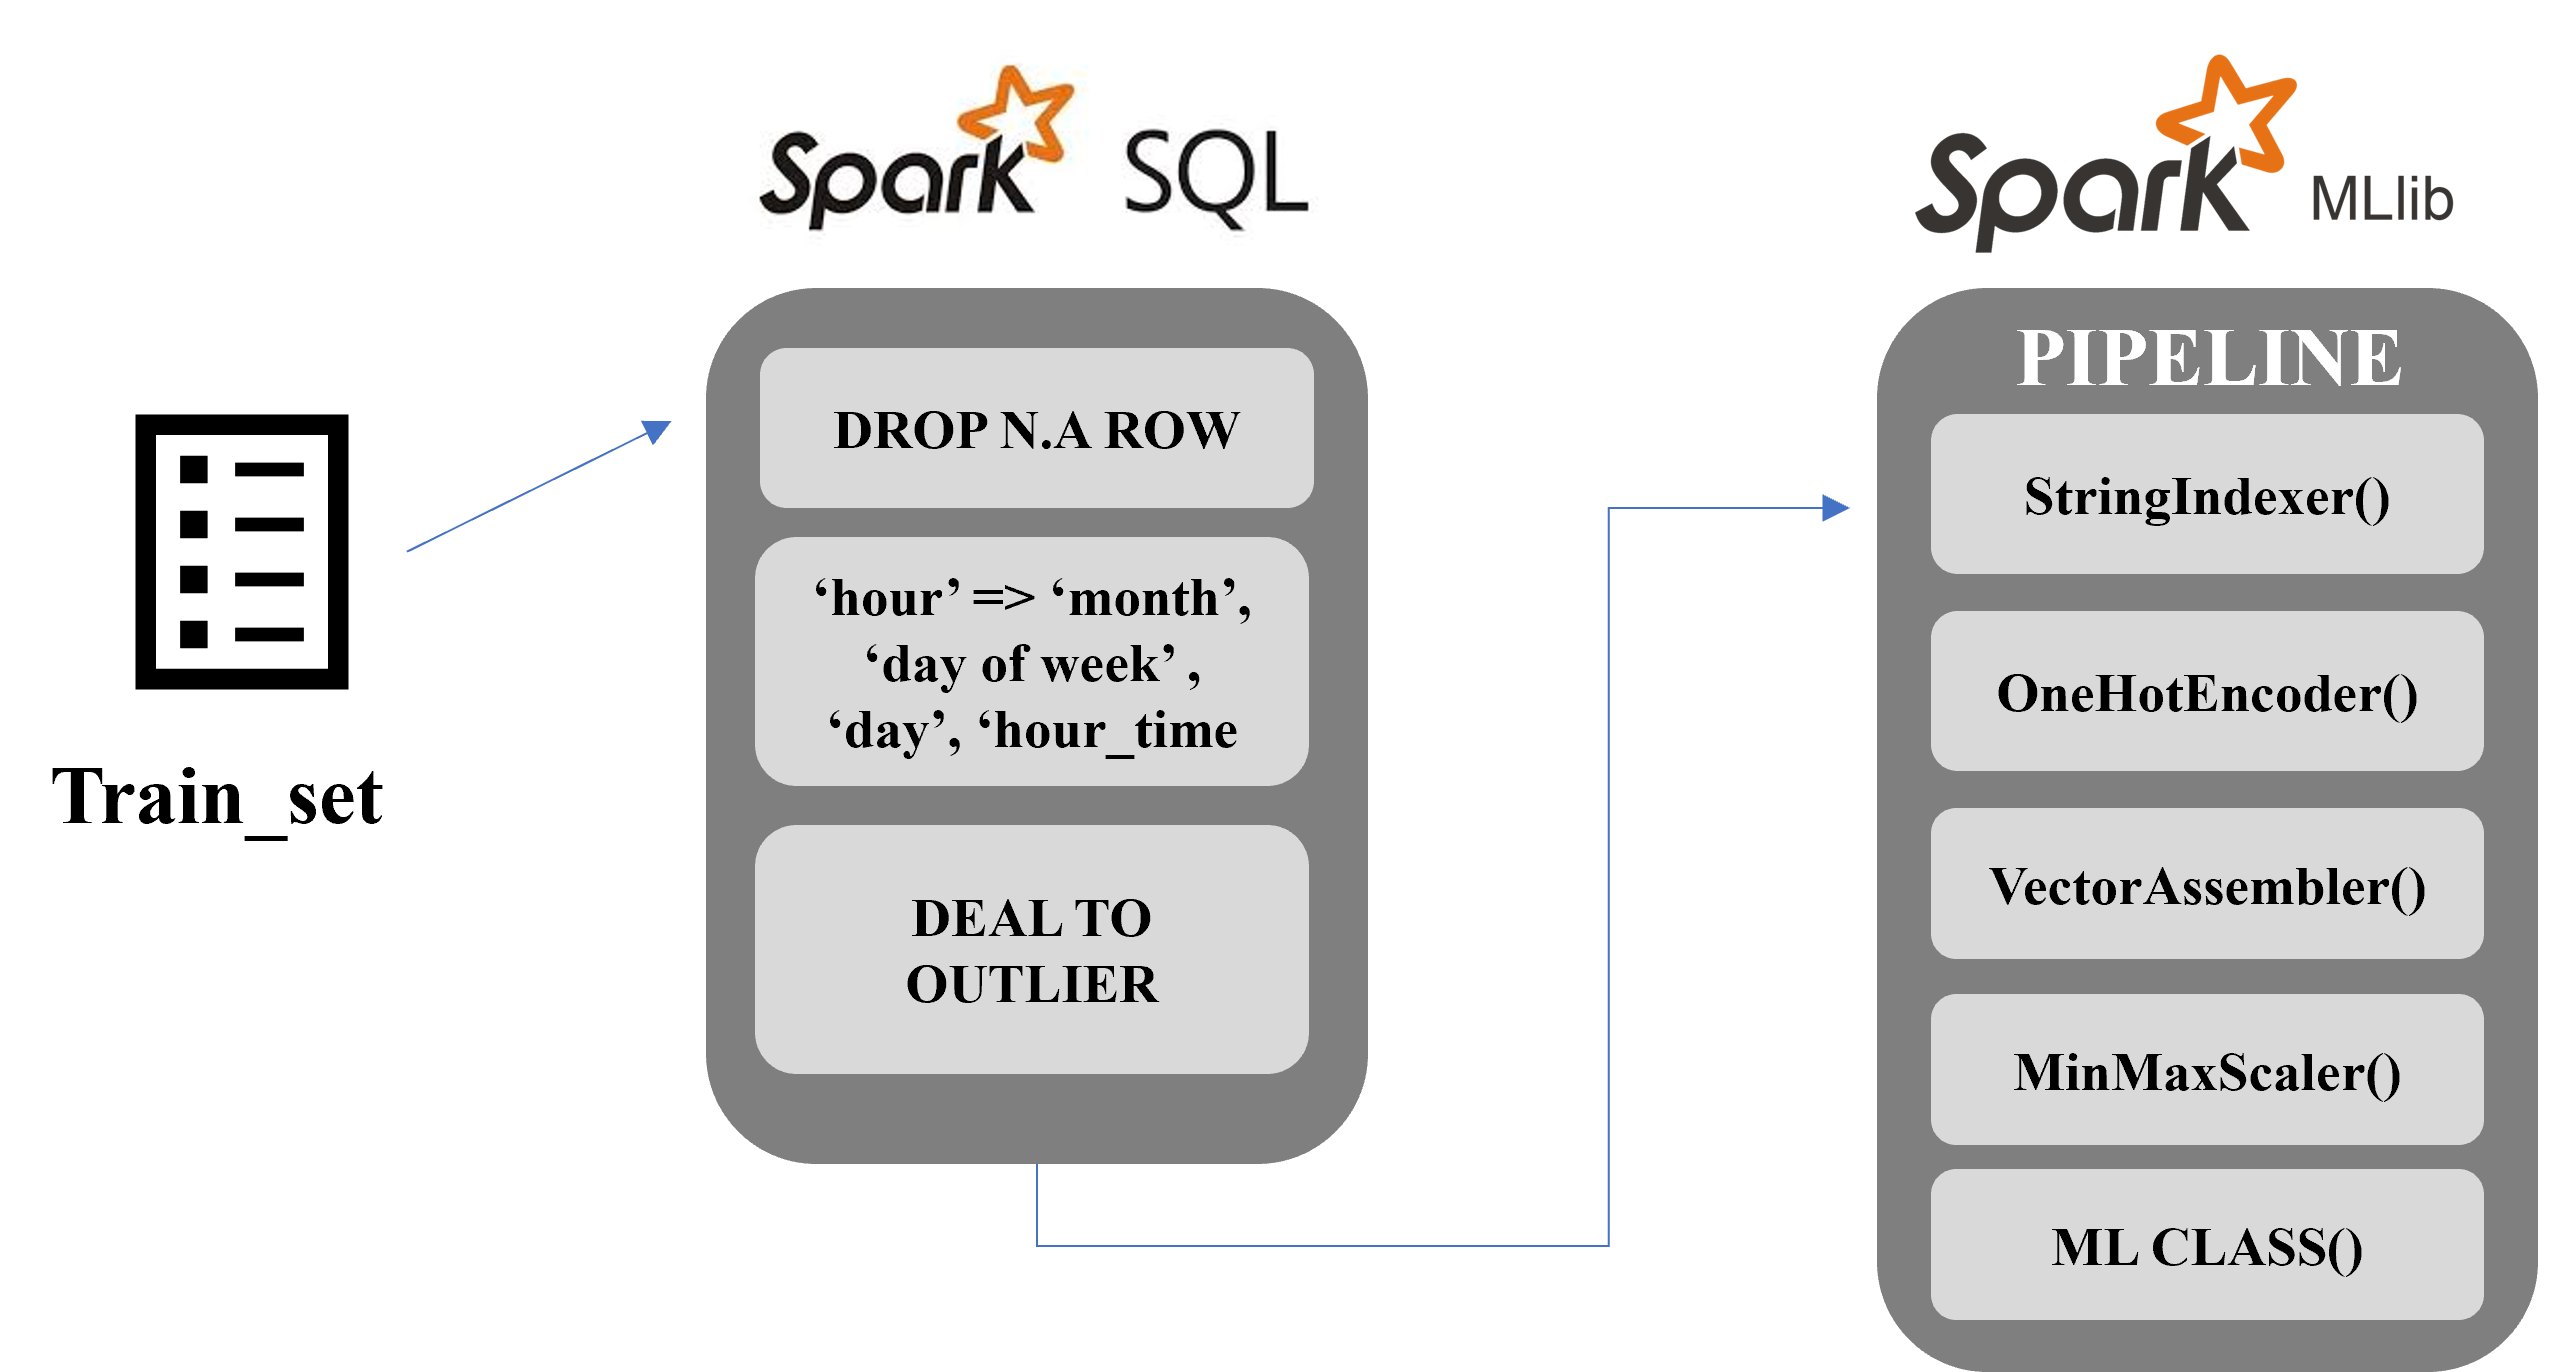 Spark SQL
Spark MLlib
Train_set
DROP N.A ROW
‘hour’ => ‘month’,
‘day of week’ ,
‘day’, ‘hour_time
DEAL TO
OUTLIER
PIPELINE
StringIndexer()
OneHotEncoder()
VectorAssembler()
MinMaxScaler()
ML CLASS()